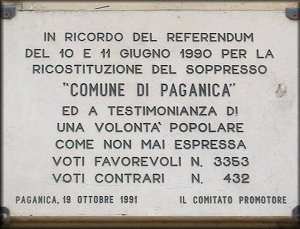 IN RICORDO DEL REFERENDUM
DEL 10 E 11 GIUGNO 1990 PER LA
RICOSTITUZIONE DEL SOPPRESSO
"COMUNE DI PAGANICA"
ED A TESTIMONIANZA DI
UNA VOLONTA' POPOLARE
COME NON MAI ESPRESSA
VOTI FAVOREVOLI N. 3353
VOTI CONTRARI N. 432
PAGANICA, 19 OTTOBRE 1991 IL COMITATO PROMOTORE